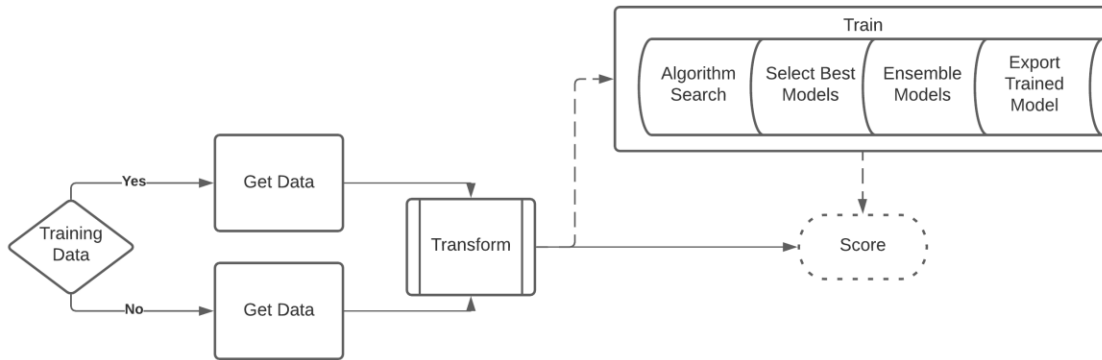 Train
Algorithm
Search
Select Best
Models
Ensemble
Models
Export
Trained
Model
Yes
Get Data
Training
Data
Transform
Score
No
Get Data